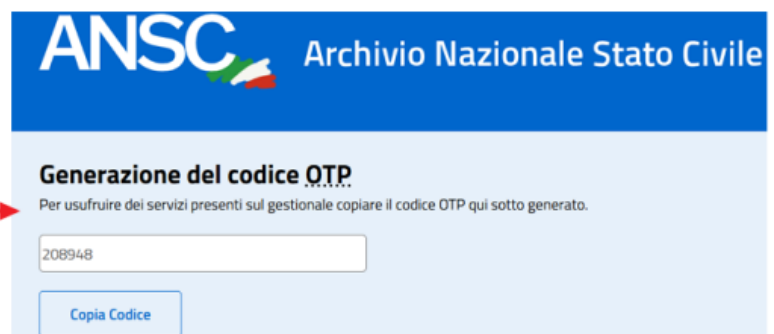 ANSC
Archivio Nazionale Stato Civile
Generazione del codice OTP
Per usufruire dei servizi presenti sul gestionale copiare il codice OTP qui sotto generato.
208948
Copia Codice